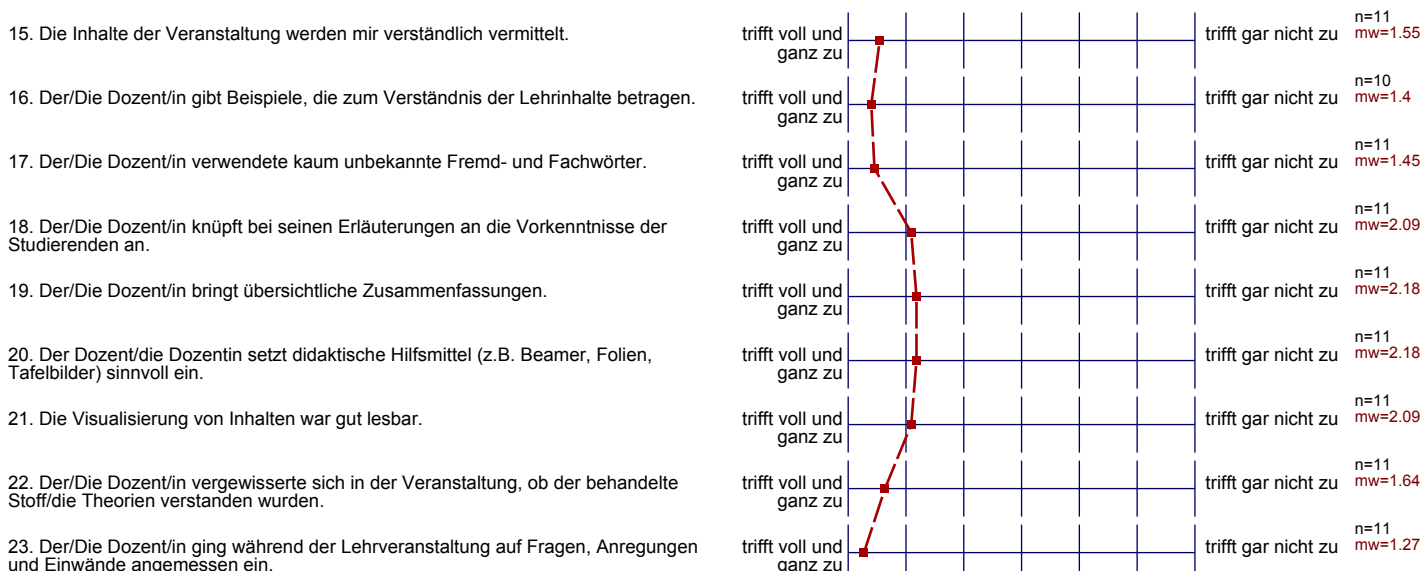 15. Die Inhalte der Veranstaltung werden mir verständlich vermittelt.
trifft voll und
ganz zu
trifft gar nicht zu
n=11
mw=1.55
16. Der/Die Dozent/in gibt Beispiele, die zum Verständnis der Lehrinhalte betragen.
trifft voll und
ganz zu
trifft gar nicht zu
n=10
mw=1.4
17. Der/Die Dozent/in verwendete kaum unbekannte Fremd- und Fachwörter.
trifft voll und
ganz zu
trifft gar nicht zu
n=11
mw=1.45
18. Der/Die Dozent/in knüpft bei seinen Erläuterungen an die Vorkenntnisse der
Studierenden an.
trifft voll und
ganz zu
trifft gar nicht zu
n=11
mw=2.09
19. Der/Die Dozent/in bringt übersichtliche Zusammenfassungen.
trifft voll und
ganz zu
trifft gar nicht zu
n=11
mw=2.18
20. Der Dozent/die Dozentin setzt didaktische Hilfsmittel (z.B. Beamer, Folien,
Tafelbilder) sinnvoll ein.
trifft voll und
ganz zu
trifft gar nicht zu
n=11
mw=2.18
21. Die Visualisierung von Inhalten war gut lesbar.
trifft voll und
ganz zu
trifft gar nicht zu
n=11
mw=2.09
22. Der/Die Dozent/in vergewisserte sich in der Veranstaltung, ob der behandelte
Stoff/die Theorien verstanden wurden.
trifft voll und
ganz zu
trifft gar nicht zu
n=11
mw=1.64
23. Der/Die Dozent/in ging während der Lehrveranstaltung auf Fragen, Anregungen
und Einwände angemessen ein.
trifft voll und
ganz zu
trifft gar nicht zu
n=11
mw=1.27